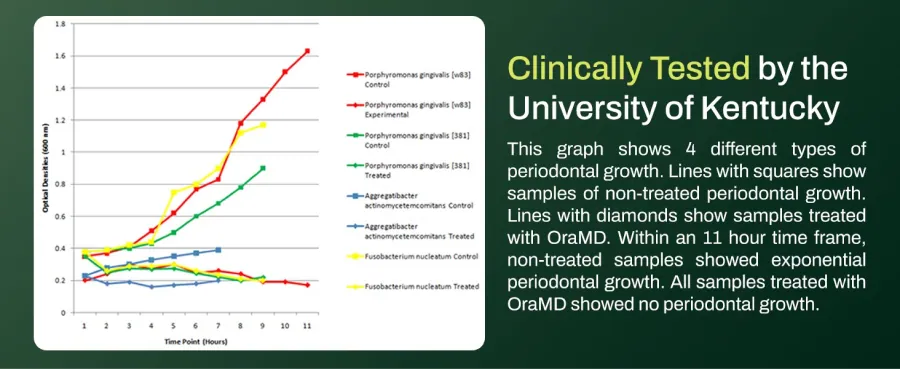 1.8
1.6
1.4
1.2
1
0.8
0.6
0.4
0.2
0
Optical Densities (600 nm)
1 2 3 4 5 6 7 8 9 10 11
Time Point (Hours)
Porphyromonas gingivalis [w83]
Control
Porphyromonas gingivalis [w83]
Experimental
Porphyromonas gingivalis [381]
Control
Porphyromonas gingivalis [381]
Treated
Aggregatibacter
actinomycetemcomitans Control
Aggregatibacter
actinomycetemcomitans Treated
Fusobacterium nucleatum Control
Fusobacterium nucleatum Treated
Clinically Tested by the
University of Kentucky
This graph shows 4 different types of
periodontal growth. Lines with squares show
samples of non-treated periodontal growth.
Lines with diamonds show samples treated
with OraMD. Within an 11 hour time frame,
non-treated samples showed exponential
periodontal growth. All samples treated with
OraMD showed no periodontal growth.